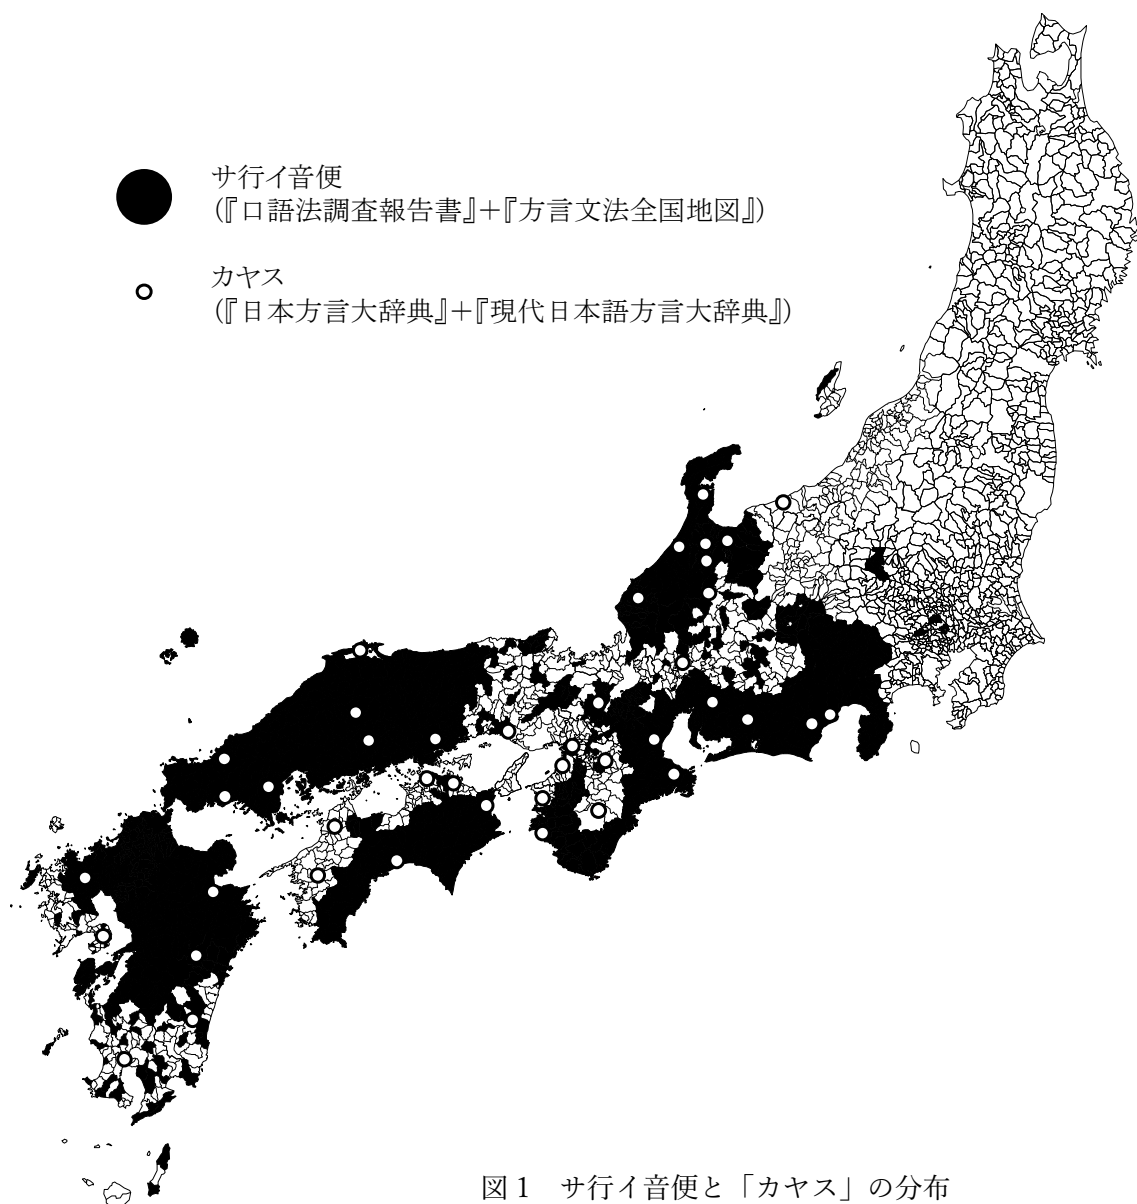 サ行イ音便
(『口語法調査報告書』+『方言文法全国地図』)
カヤス
(『日本方言大辞典』+『現代日本語方言大辞典』)
図1 サ行イ音便と「カヤス」の分布